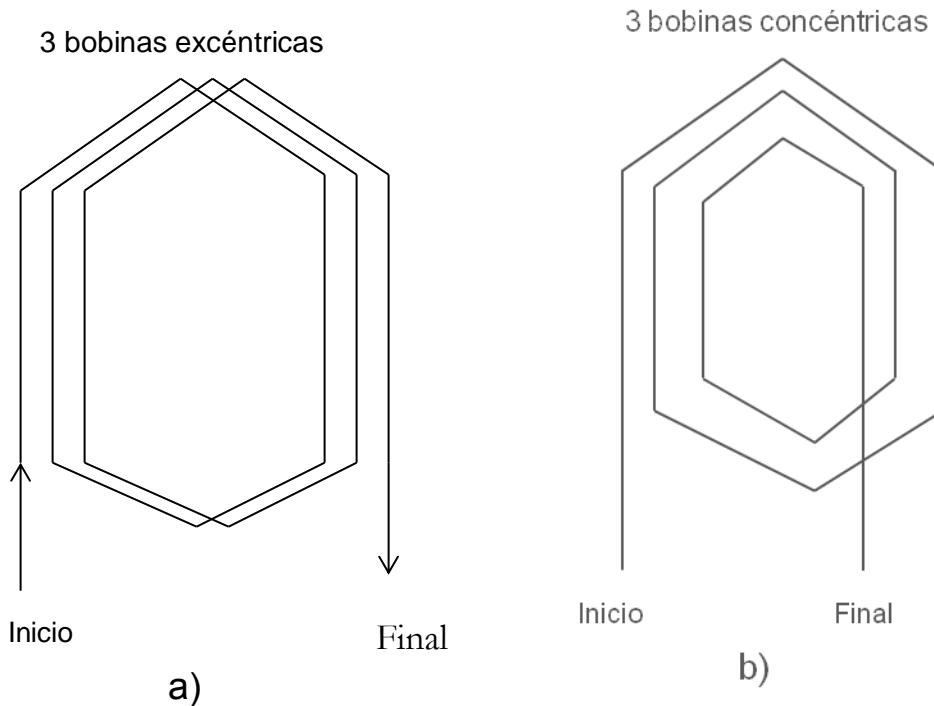 3 bobinas excéntricas
Inicio
Final
a)
3 bobinas concéntricas
Inicio
Final
b)